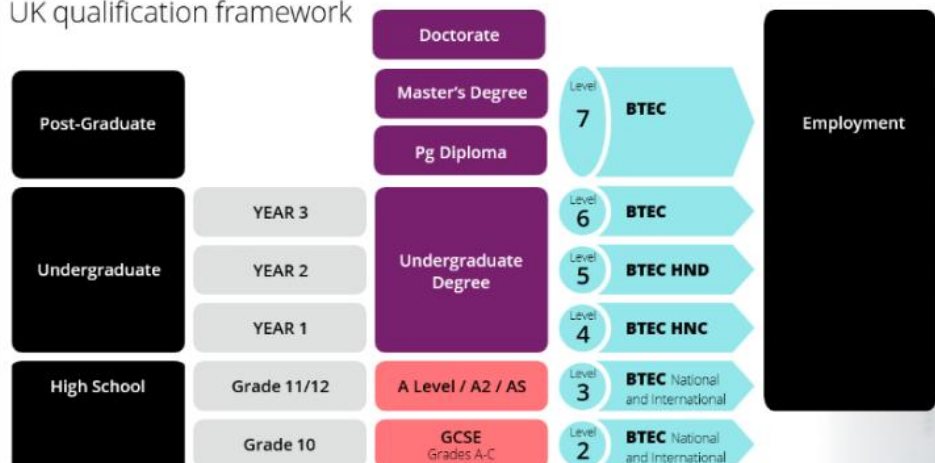 UK qualification framework
Doctorate
Post-Graduate
Master's Degree
Pg Diploma
Level
7
BTEC
Employment
Undergraduate
YEAR 3
YEAR 2
YEAR 1
Undergraduate
Degree
Level
6
BTEC
Level
5
BTEC HND
Level
4
BTEC HNC
High School
Grade 11/12
A Level / A2 / AS
Level
3
BTEC National
and International
Grade 10
GCSE
Grades A-C
Level
2
BTEC National
and International